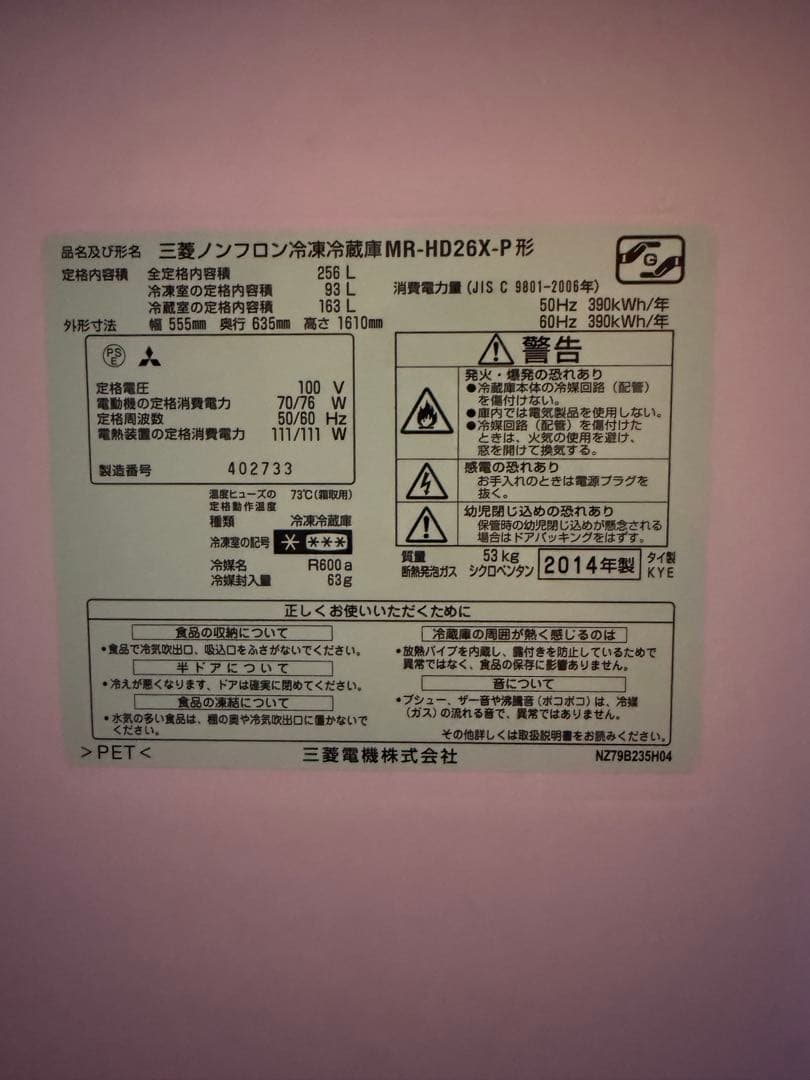 品名及び形名 三菱ノンフロン冷凍冷蔵庫MR-HD26X-P形
定格内容積 全定格内容積 256 L
冷凍室の定格内容積 93 L
冷蔵室の定格内容積 163 L
外形寸法 幅 555mm 奥行 635mm 高さ 1610mm
G
消費電力量(JIS C 9801-2006年)
50Hz 390kWh/年
60Hz 390kWh/年
PSE
定格電圧 100 V
電動機の定格消費電力 70/76 W
定格周波数 50/60 Hz
電熱装置の定格消費電力 111/111 W
製造番号 402733
温度ヒューズの定格動作温度 73℃(霜取用)
種類 冷凍冷蔵庫
冷凍室の記号 * ***
冷媒名 R600a
冷媒封入量 63g
警告
発火・爆発の恐れあり
●冷蔵庫本体の冷媒回路(配管)
を傷付けない。
●庫内では電気製品を使用しない。
●冷媒回路(配管)を傷付けた
ときは、火気の使用を避け、
窓を開けて換気する。
感電の恐れあり
お手入れのときは電源プラグを
抜く。
幼児閉じ込めの恐れあり
保管時の幼児閉じ込めが懸念される
場合はドアパッキングをはずす。
質量 53kg
断熱発泡ガス シクロペンタン
2014年製
タイ製
KYE
正しくお使いいただくために
食品の収納について
•食品で冷気吹出口、吸込口をふさがないでください。
半ドアについて
•冷えが悪くなります、ドアは確実に閉めてください。
食品の凍結について
•水気の多い食品は、棚の奥や冷気吹出口に置かないで
ください。
冷蔵庫の周囲が熱く感じるのは
•放熱パイプを内蔵し、露付きを防止しているためで
異常ではなく、食品の保存に影響ありません。
音について
•プシュー、ザー音や沸騰音(ポコポコ)は、冷媒
(ガス)の流れる音で、異常ではありません。
その他詳しくは取扱説明書をお読みください。
>PET<
三菱電機株式会社
NZ79B235H04